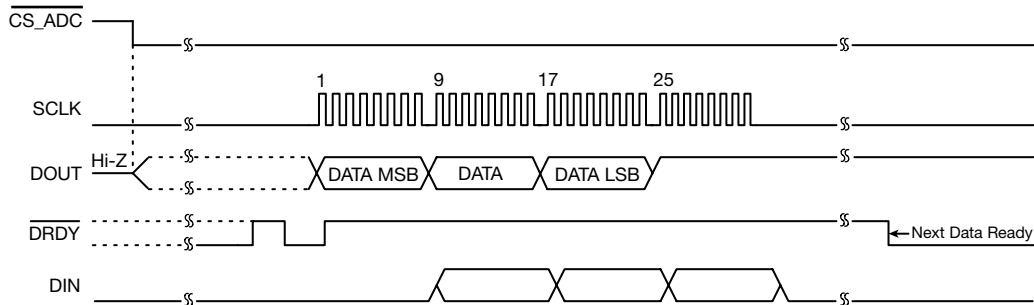 CS_ADC
1 9 17 25
SCLK
Hi-Z
DOUT
DATA MSB DATA DATA LSB
DRDY
Next Data Ready
DIN